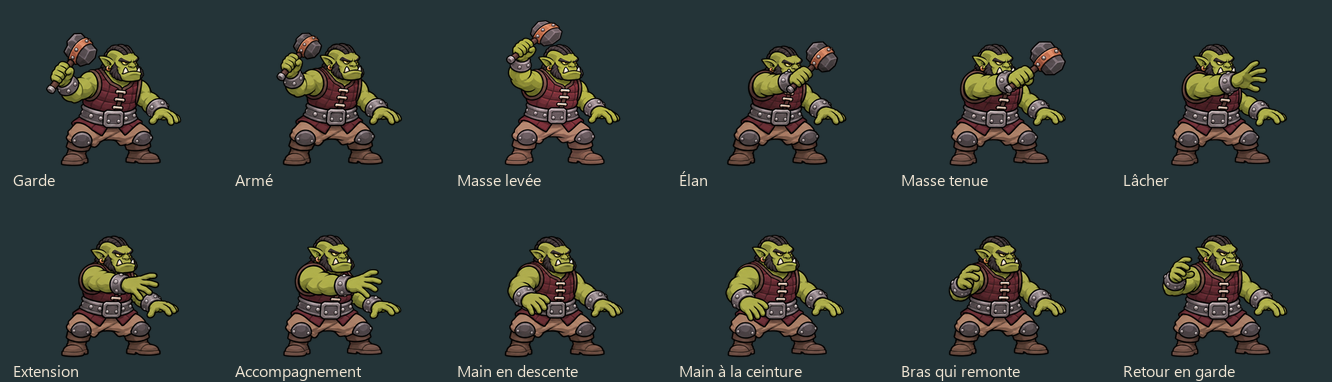 Garde
Armé
Masse levée
Élan
Masse tenue
Lâcher
Extension
Accompagnement
Main en descente
Main à la ceinture
Bras qui remonte
Retour en garde